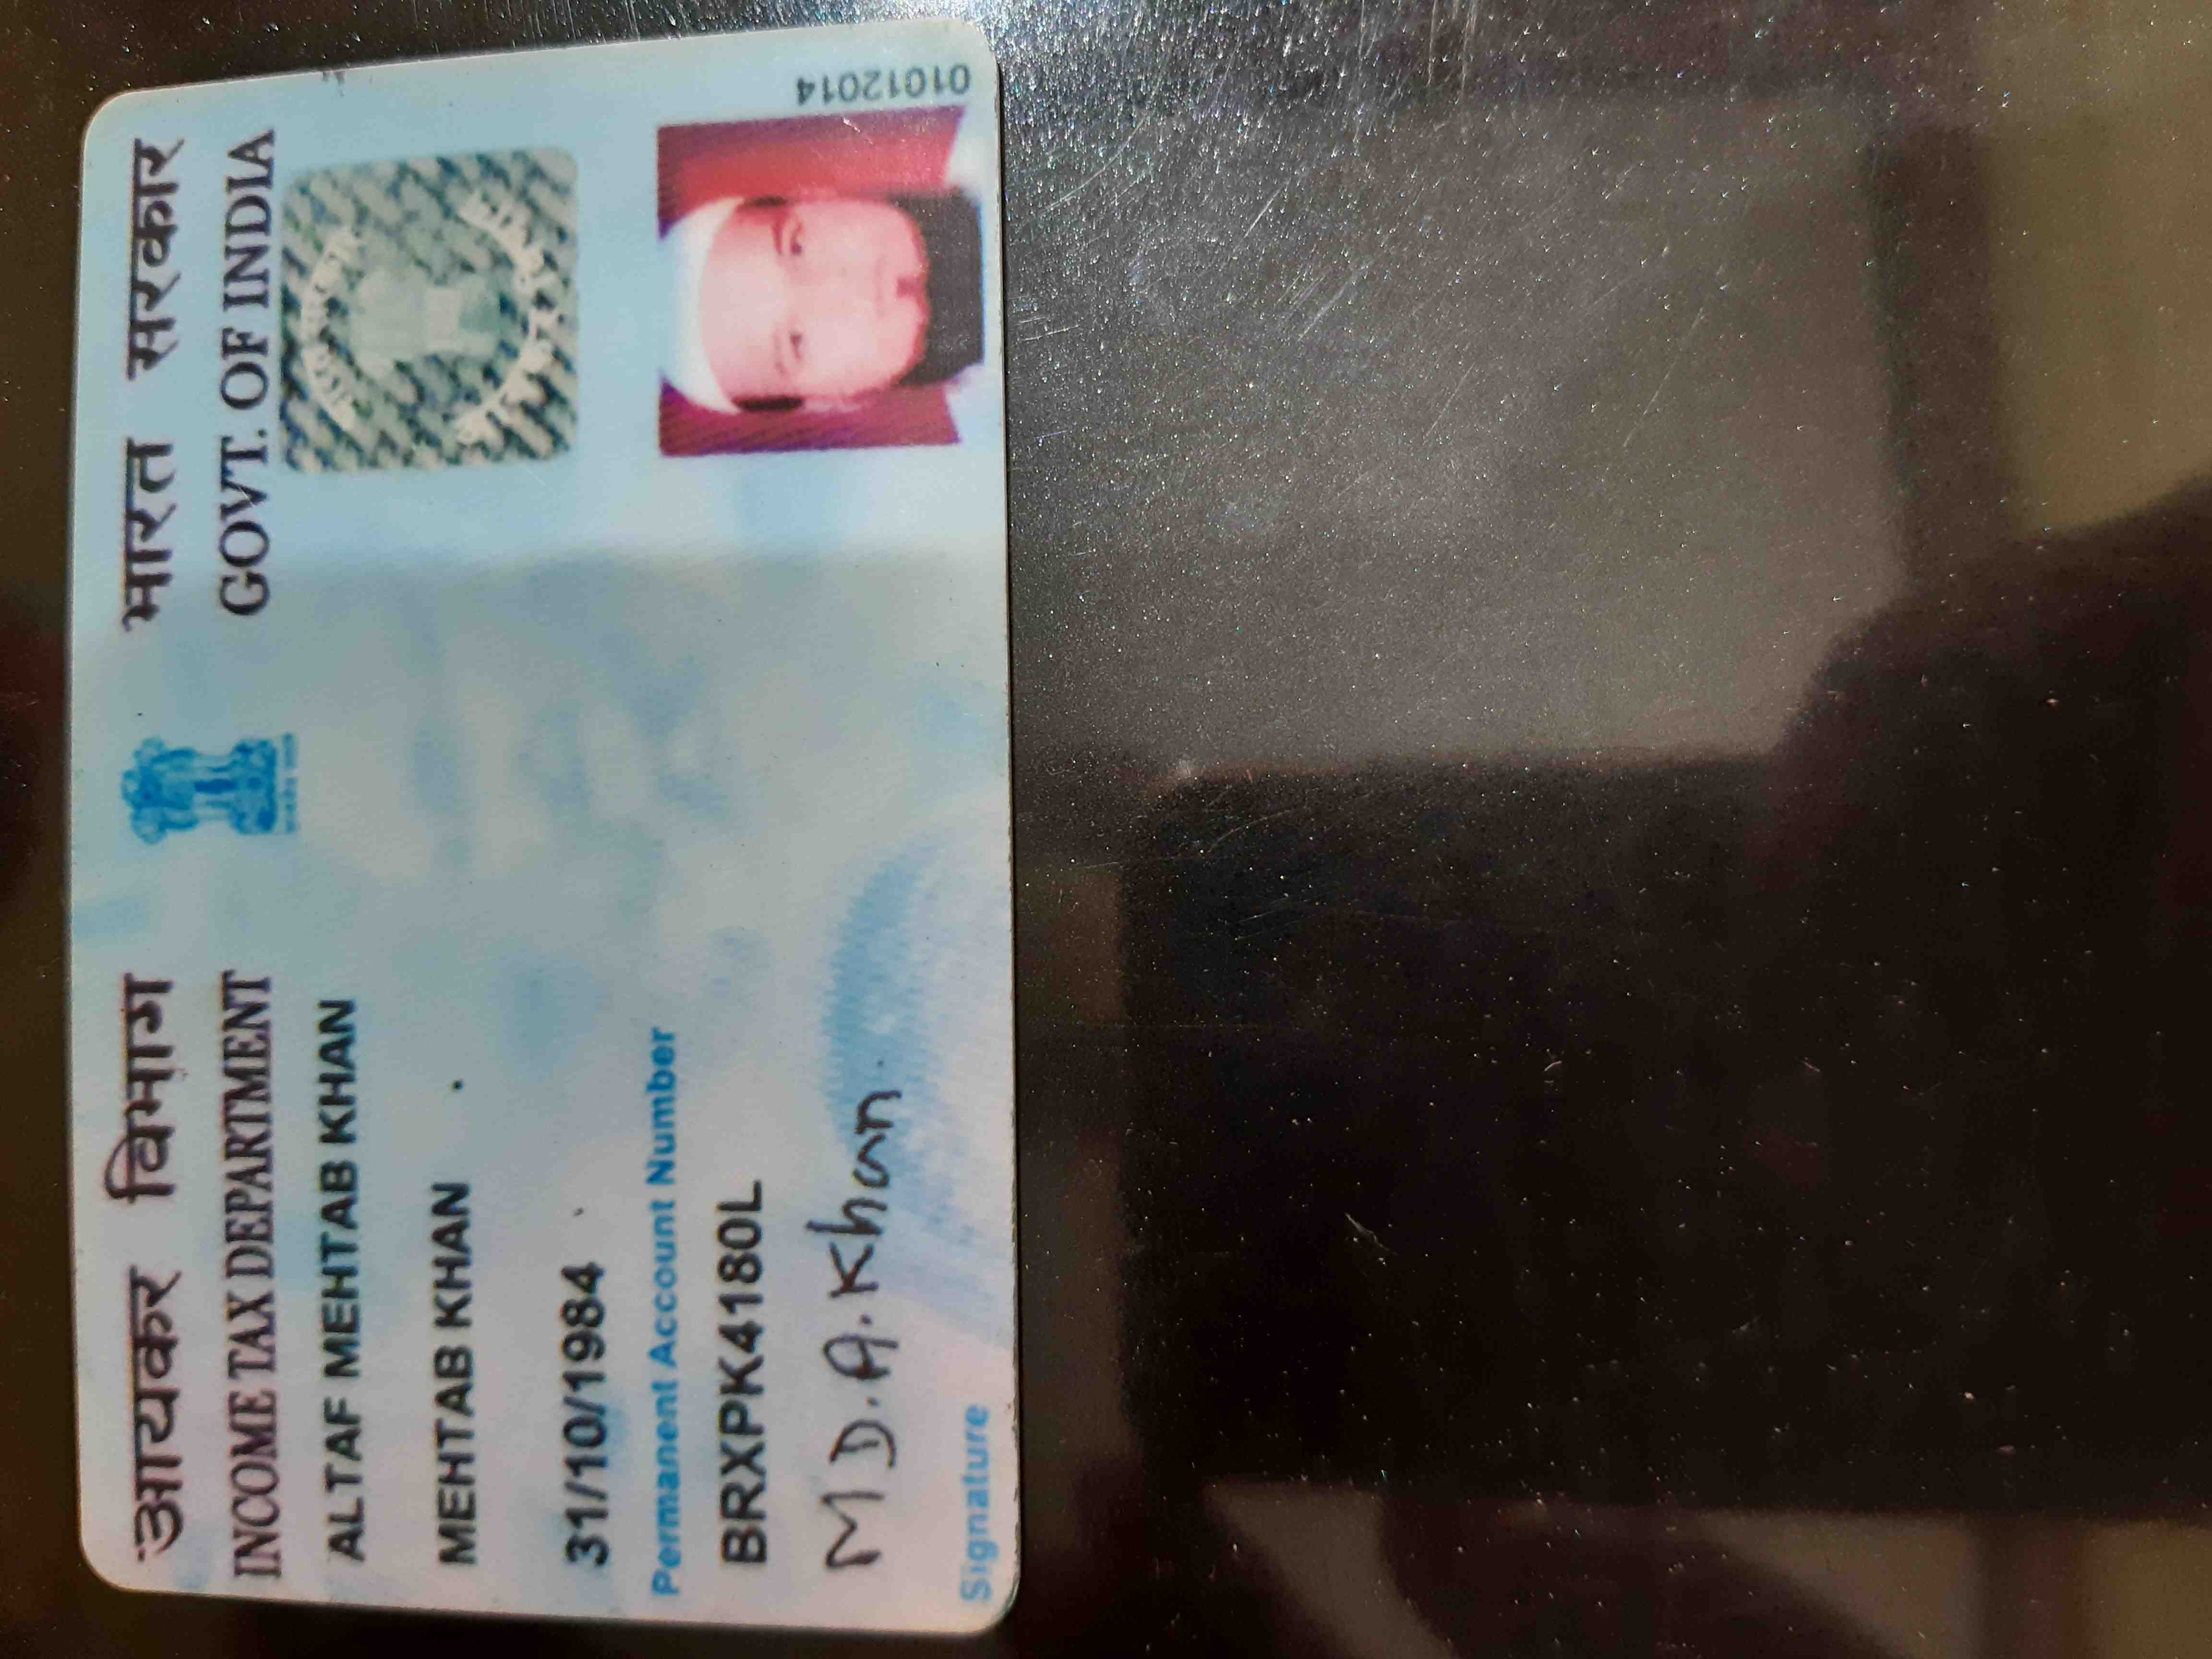 आयकर विभाग
INCOME TAX DEPARTMENT
भारत सरकार
GOVT. OF INDIA
ALTAF MEHTAB KHAN
MEHTAB KHAN
31/10/1984
Permanent Account Number
BRXPK4180L
M D. A. Khan.
Signature
01012014